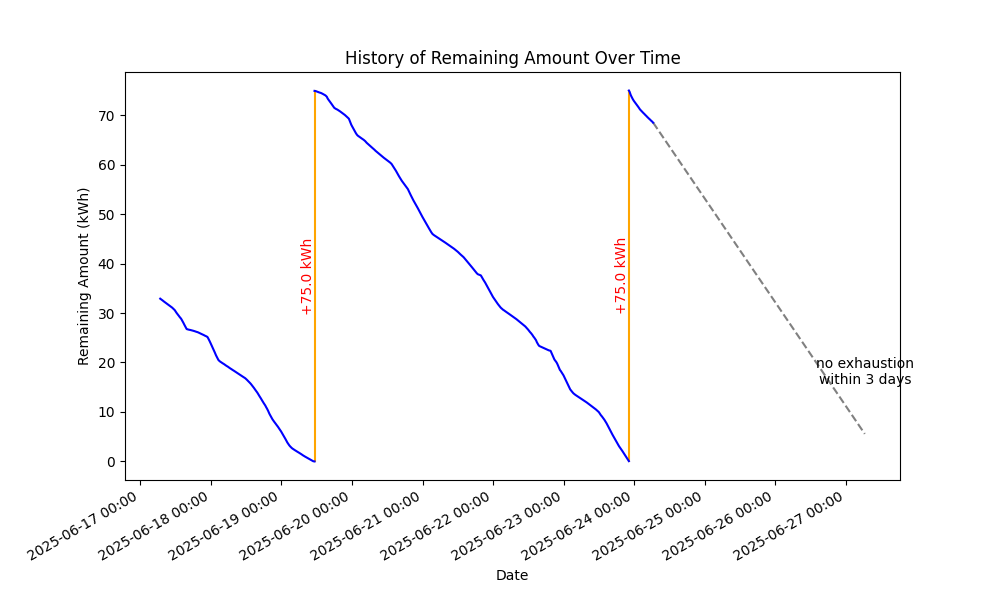 History of Remaining Amount Over Time
Remaining Amount (kWh)
70
60
50
40
30
20
10
0
+75.0 kWh
+75.0 kWh
no exhaustion
within 3 days
2025-06-17 00:00
2025-06-18 00:00
2025-06-19 00:00
2025-06-20 00:00
2025-06-21 00:00
2025-06-22 00:00
2025-06-23 00:00
2025-06-24 00:00
2025-06-25 00:00
2025-06-26 00:00
2025-06-27 00:00
Date